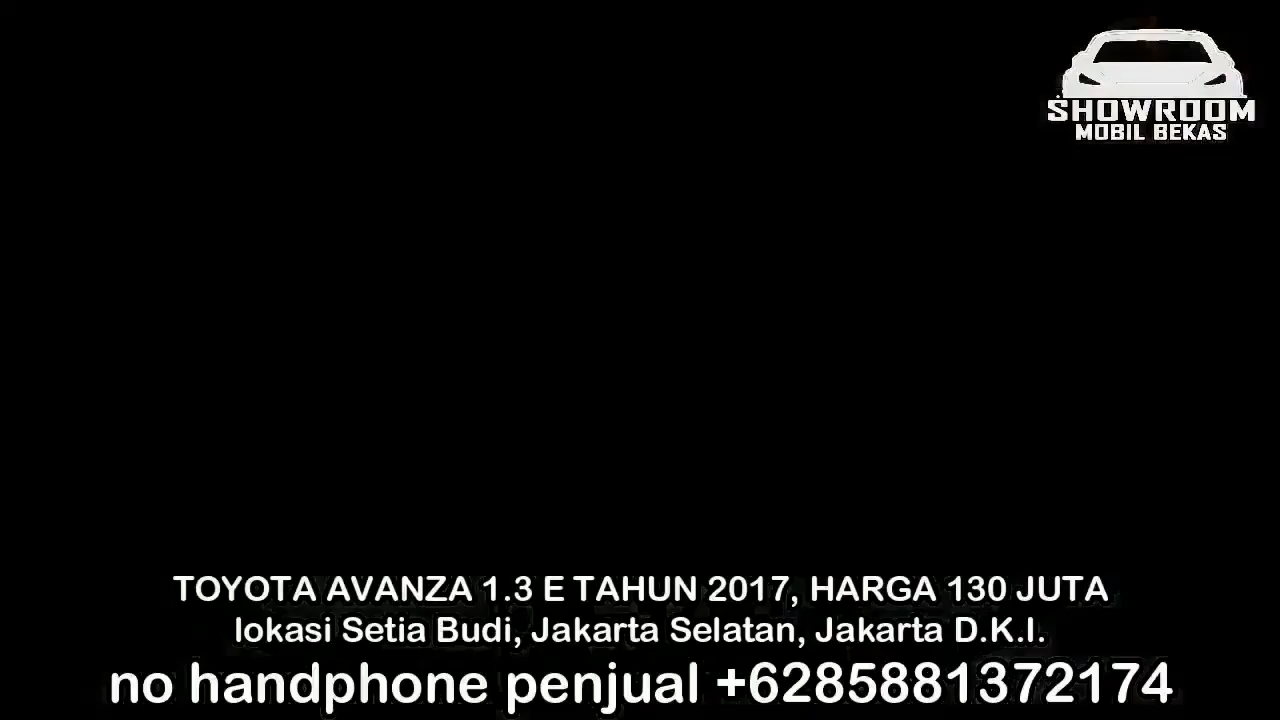 SHOWROOM
MOBIL BEKAS
TOYOTA AVANZA 1.3 E TAHUN 2017, HARGA 130 JUTA
lokasi Setia Budi, Jakarta Selatan, Jakarta D.K.I.
no handphone penjual +6285881372174